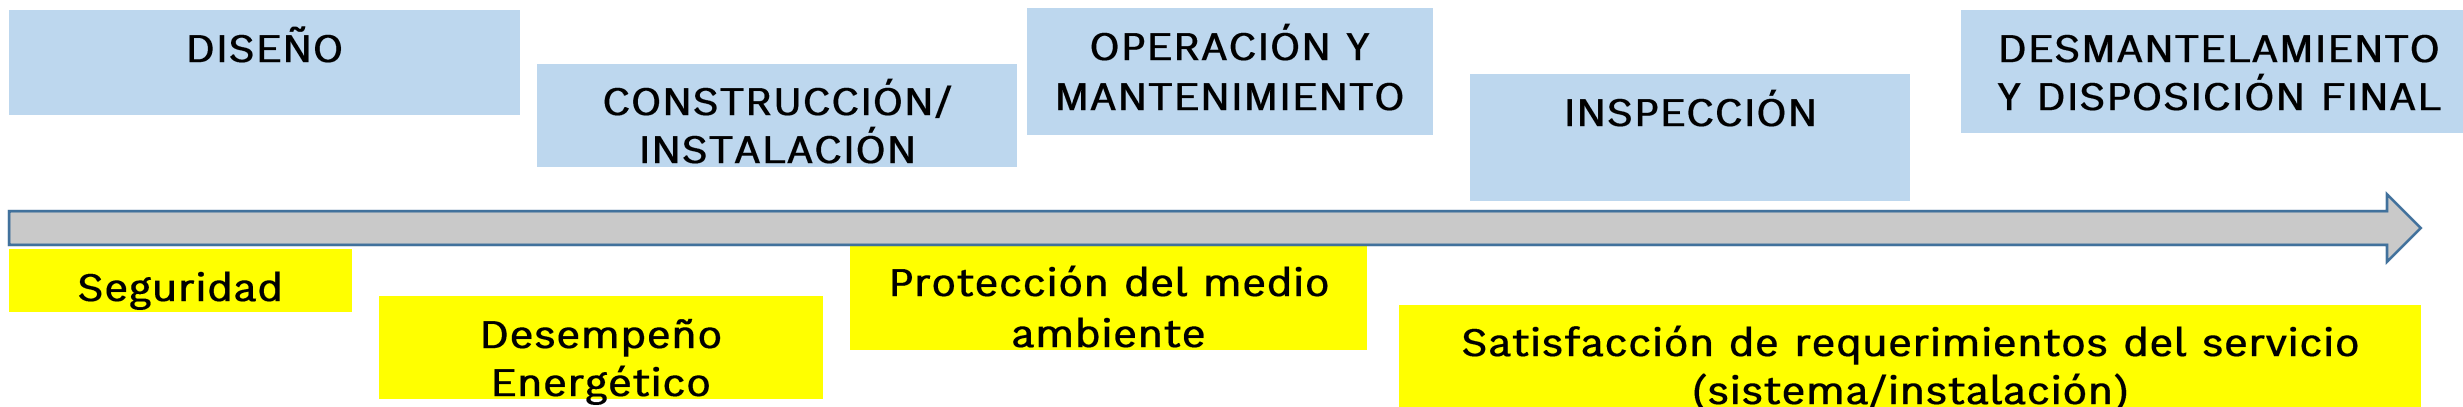 DISEÑO
CONSTRUCCIÓN/
INSTALACIÓN
OPERACIÓN Y
MANTENIMIENTO
INSPECCIÓN
DESMANTELAMIENTO
Y DISPOSICIÓN FINAL
Seguridad
Desempeño
Energético
Protección del medio
ambiente
Satisfacción de requerimientos del servicio
(sistema/instalación)